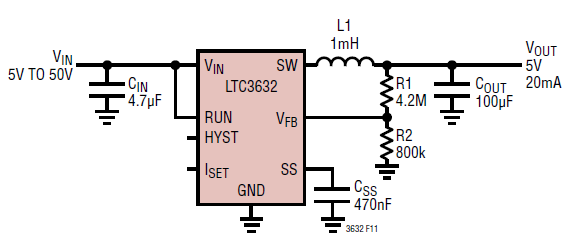 L1
1mH
VIN
5V TO 50V
CIN
4.7µF
VIN
SW
LTC3632
RUN
VFB
HYST
ISET
SS
GND
R1
4.2M
R2
800k
CSS
470nF
COUT
100µF
VOUT
5V
20mA
3632 F11